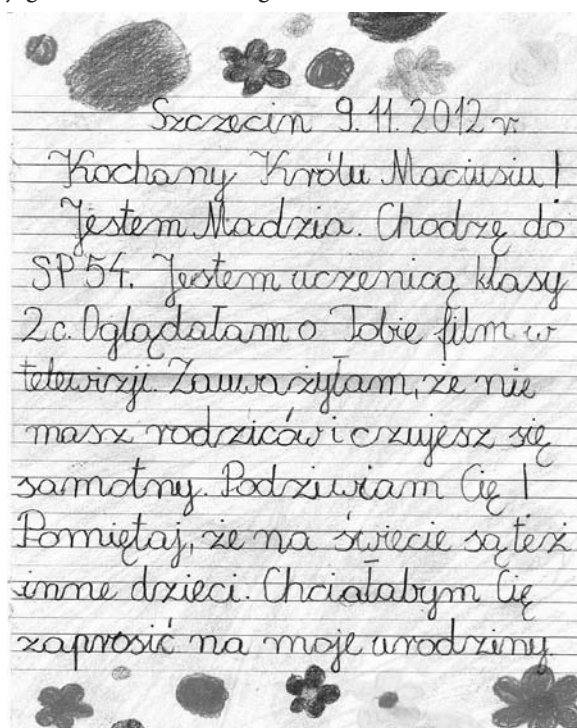 Szczecin 9.11.2012 r.
Kochany Królu Maciusiu!
Jestem Madzia. Chodzę do
SP 54. Jestem uczenicą klasy
2c. Oglądałam o Tobie film w
telewizji. Zauważyłam, że nie
masz rodziców i czujesz się
samotny. Podziwiam Cię!
Pomiętaj, że na świecie są też
inne dzieci. Chciałabym Cię
zaprosić na moje urodziny.